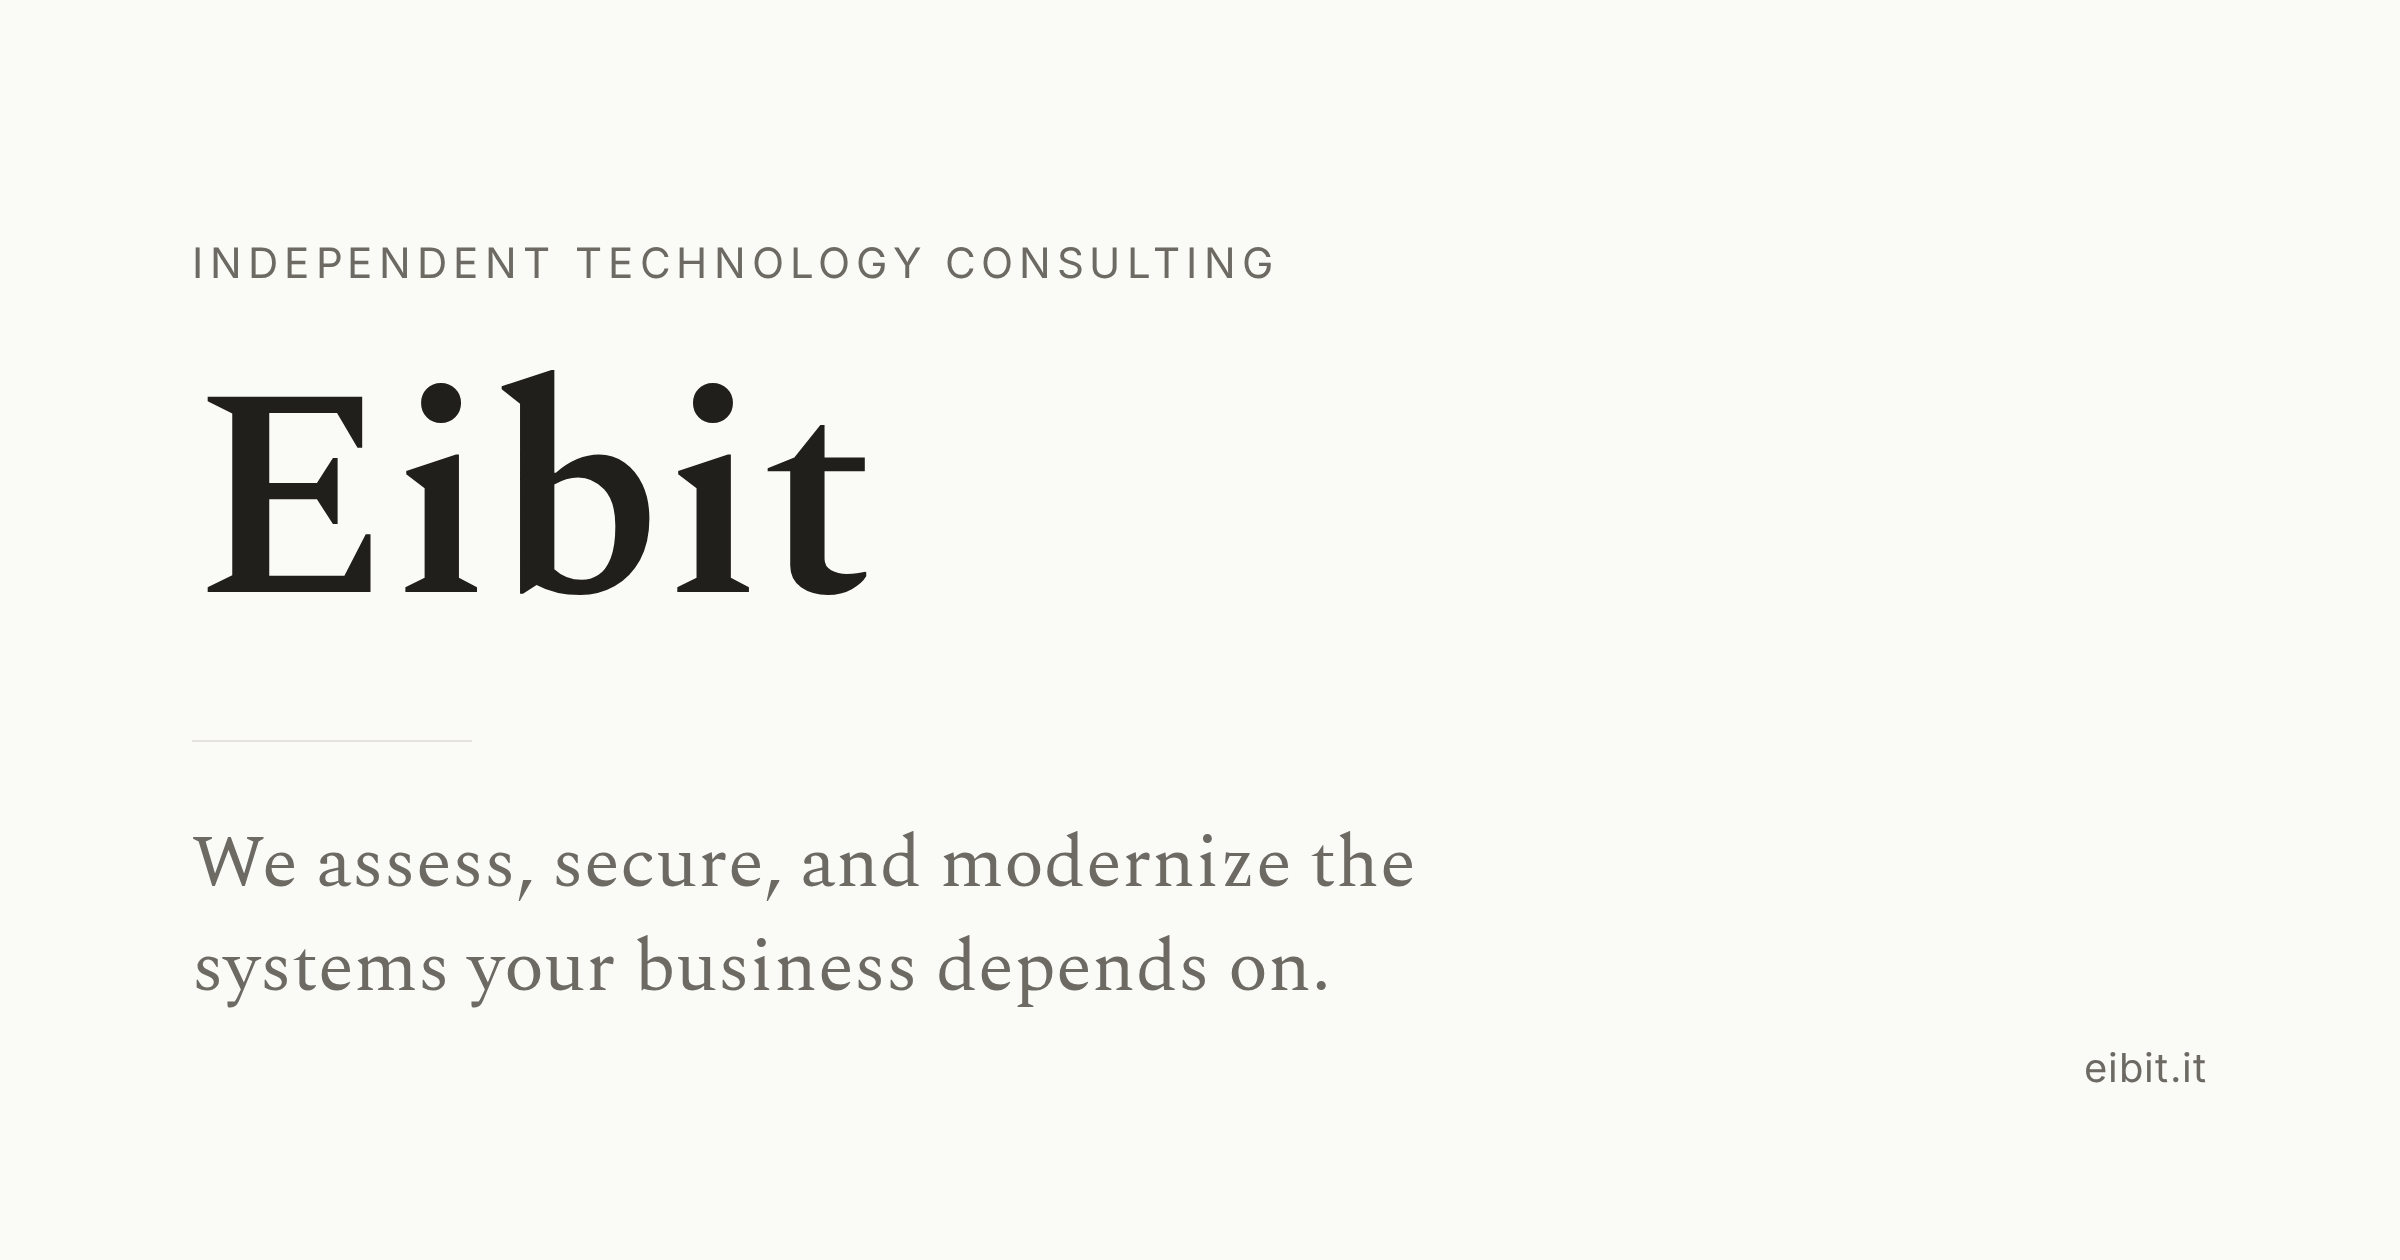 INDEPENDENT TECHNOLOGY CONSULTING
Eibit
We assess, secure, and modernize the
systems your business depends on.
eibit.it